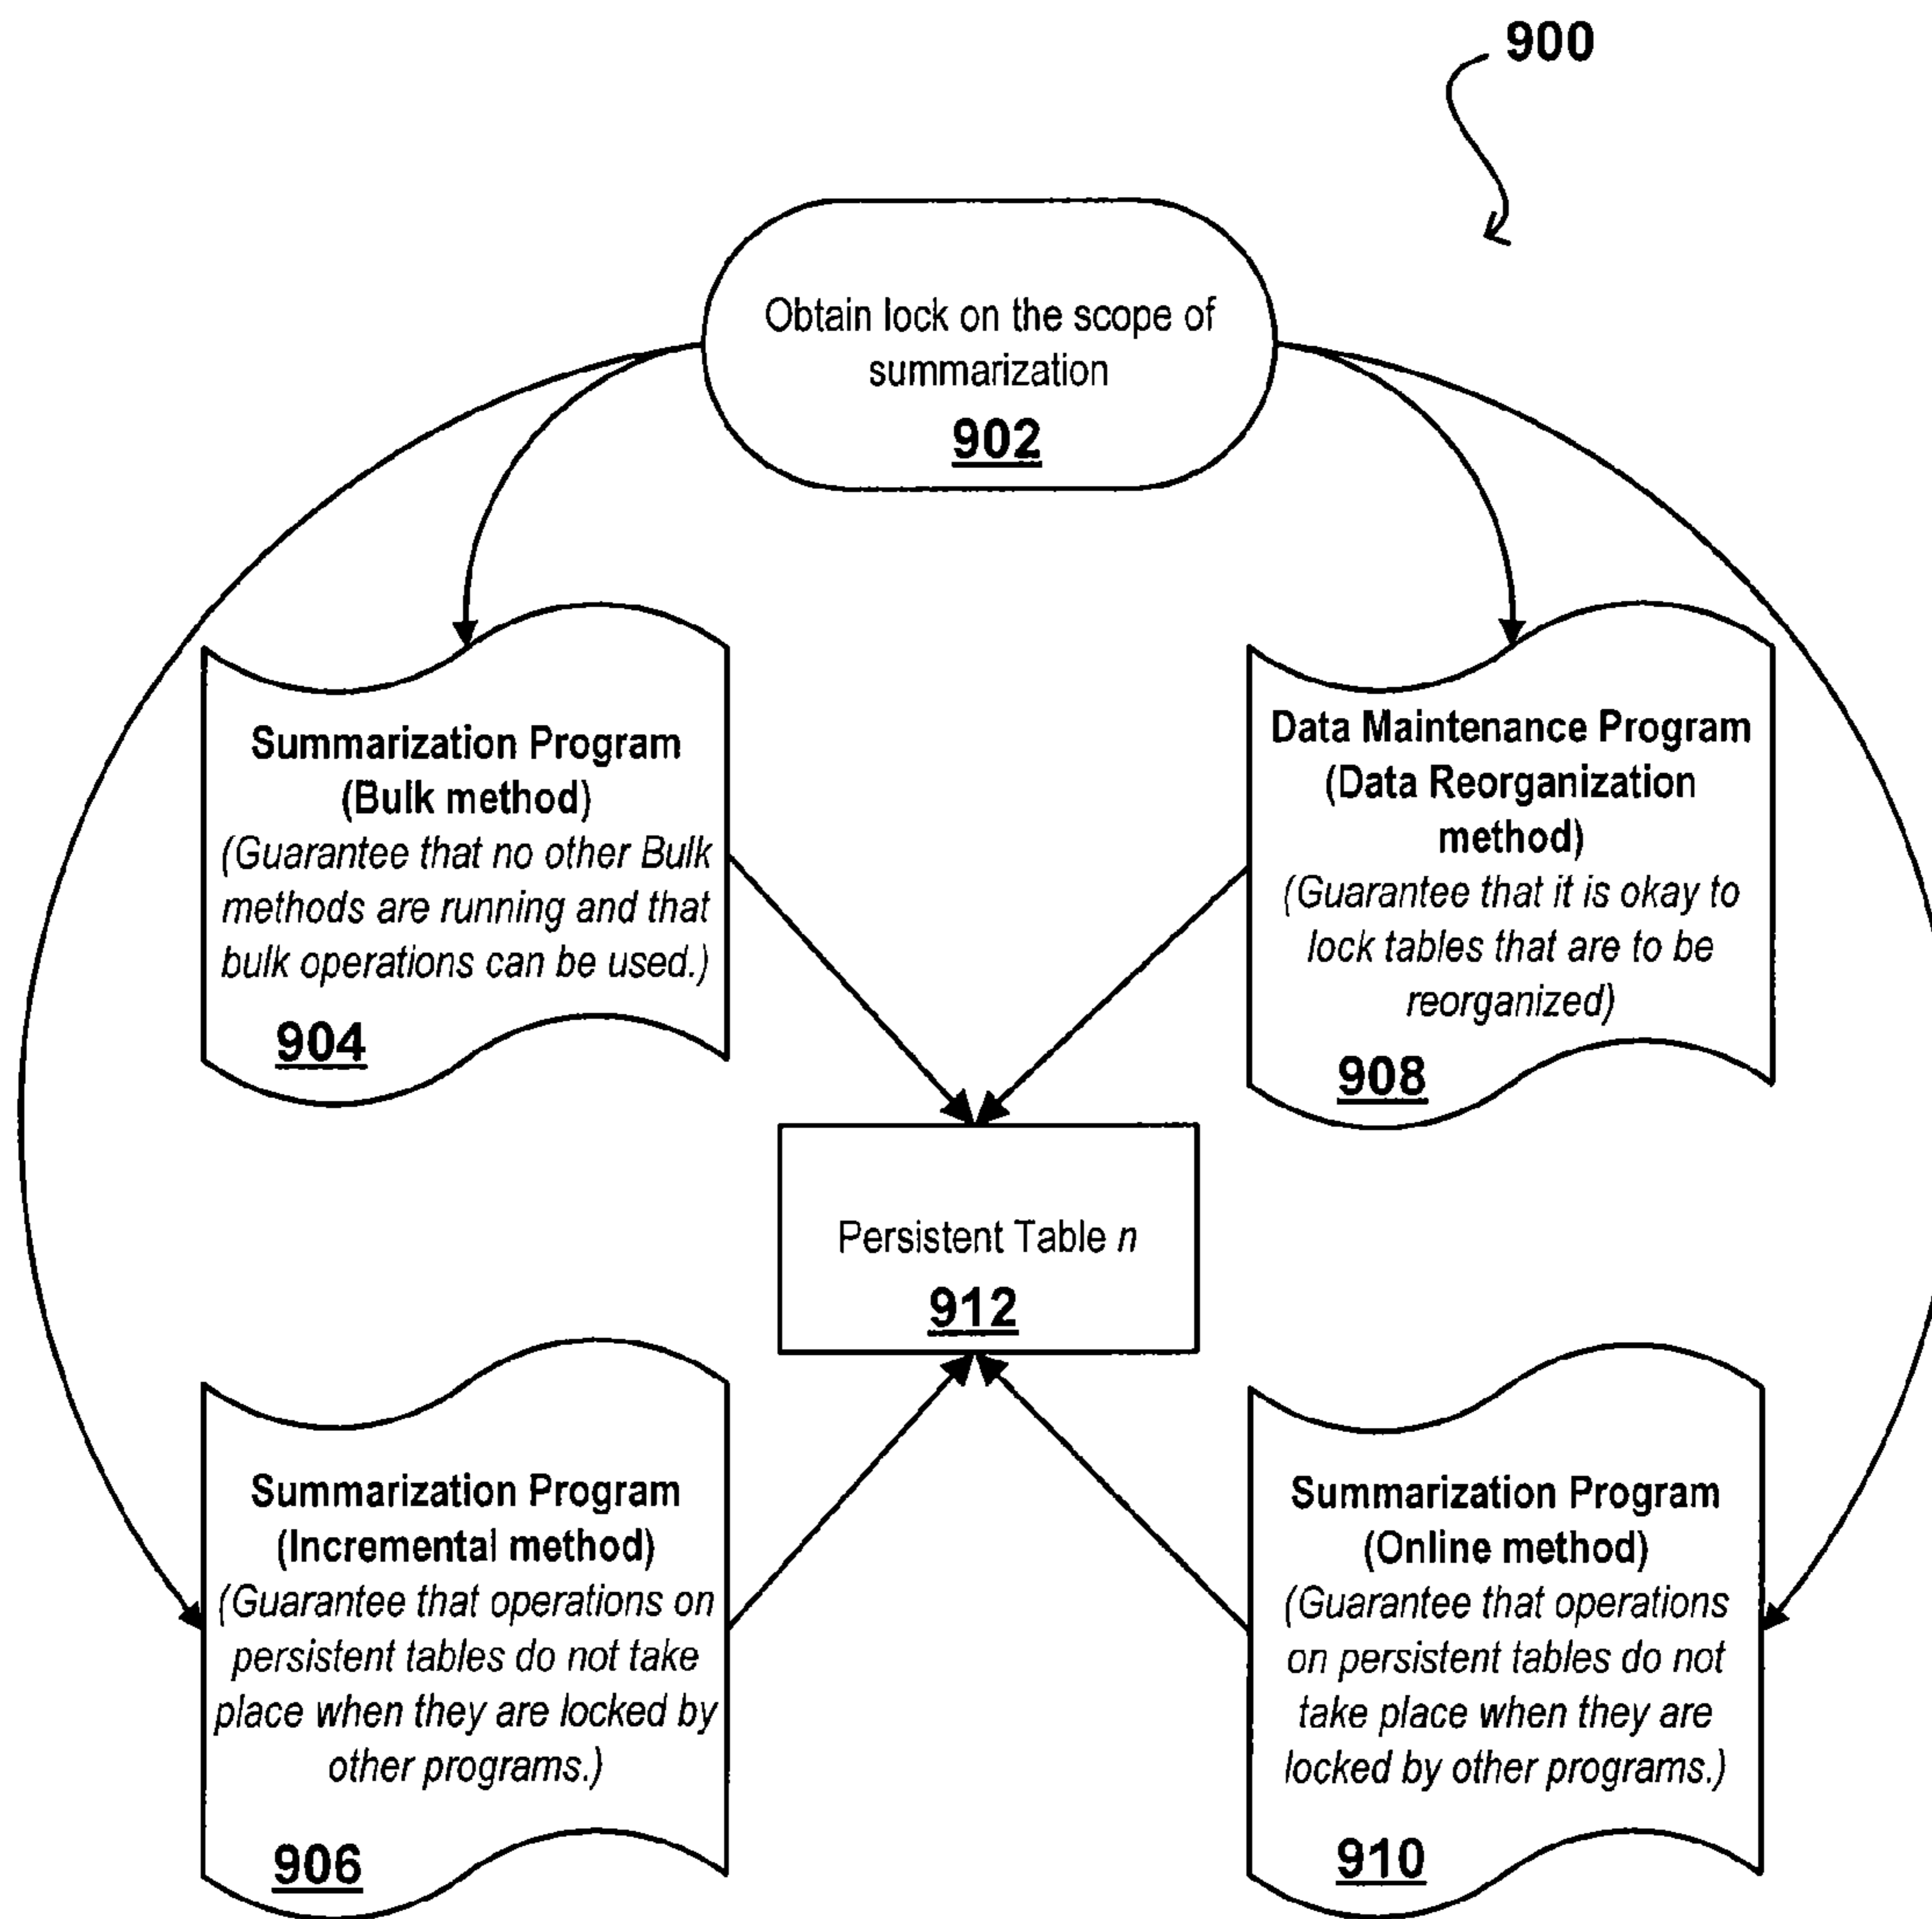 900
Obtain lock on the scope of
summarization
902
Summarization Program
(Bulk method)
(Guarantee that no other Bulk
methods are running and that
bulk operations can be used.)
904
Data Maintenance Program
(Data Reorganization
method)
(Guarantee that it is okay to
lock tables that are to be
reorganized)
908
Persistent Table n
912
Summarization Program
(Incremental method)
(Guarantee that operations on
persistent tables do not take
place when they are locked by
other programs.)
906
Summarization Program
(Online method)
(Guarantee that operations
on persistent tables do not
take place when they are
locked by other programs.)
910